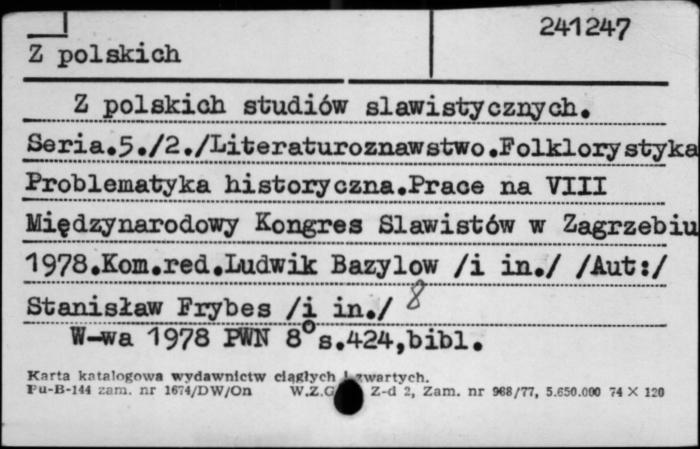 241247
Z polskich
Z polskich studiów slawistycznych.
Seria.5./2./Literaturoznawstwo.Folklorystyka
Problematyka historyczna.Prace na VIII
Międzynarodowy Kongres Slawistów w Zagrzebiu
1978.Kom.red.Ludwik Bazylow /i in./ /Aut:/
Stanisław Frybes /i in./ 8
W-wa 1978 PWN 8° s.424,bibl.
Karta katalogowa wydawnictw ciągłych i zwartych.
Pu-B-144 zam. nr 1674/DW/On W.Z.G. Z-d 2, Zam. nr 968/77, 5.650.000 74 X 120